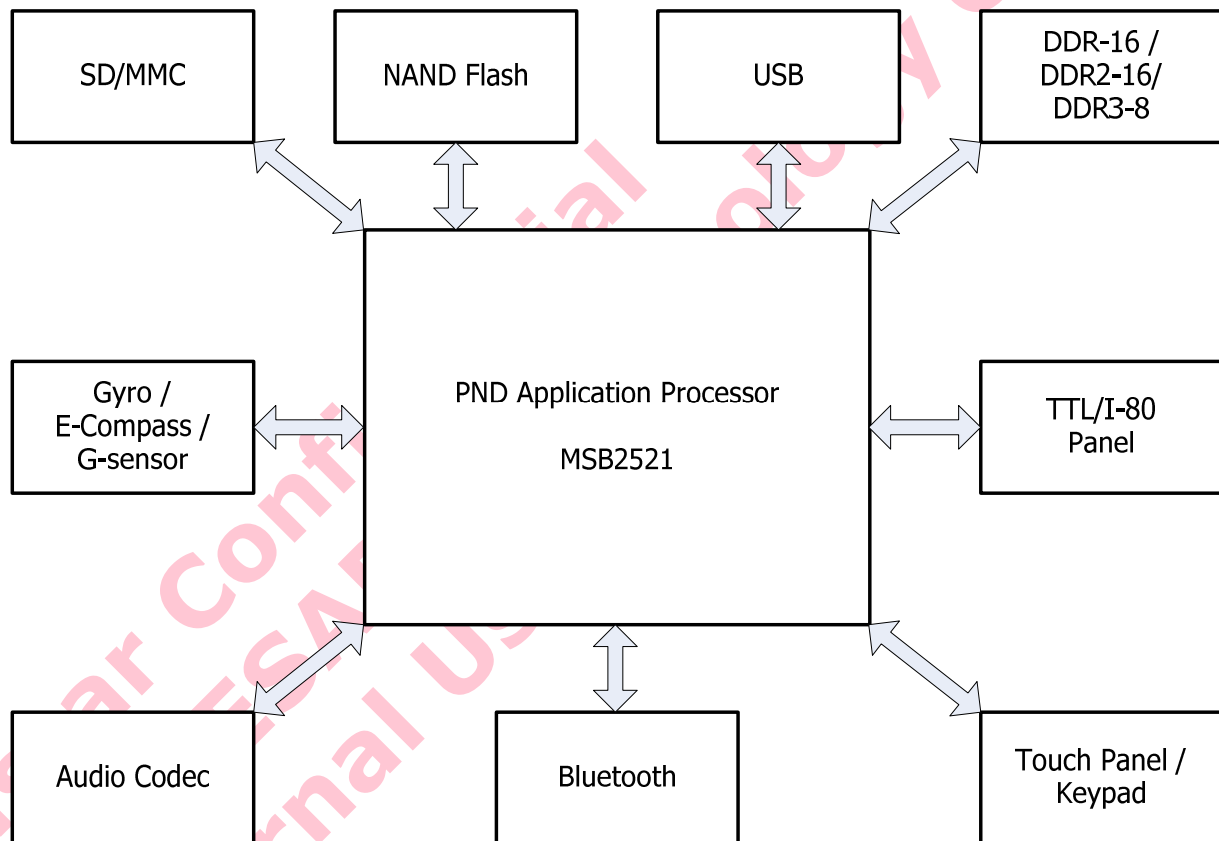 SD/MMC
NAND Flash
USB
DDR-16 /
DDR2-16/
DDR3-8
Gyro /
E-Compass /
G-sensor
PND Application Processor
MSB2521
TTL/I-80
Panel
Audio Codec
Bluetooth
Touch Panel /
Keypad